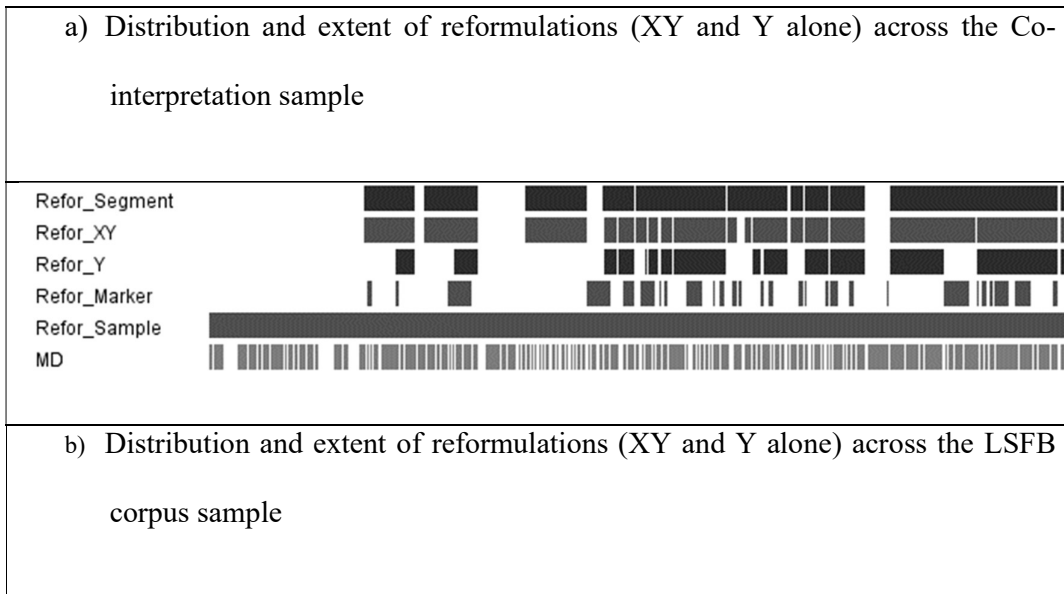 a) Distribution and extent of reformulations (XY and Y alone) across the Co-
interpretation sample
Refor_Segment
Refor_XY
Refor_Y
Refor_Marker
Refor_Sample
MD
b) Distribution and extent of reformulations (XY and Y alone) across the LSFB
corpus sample